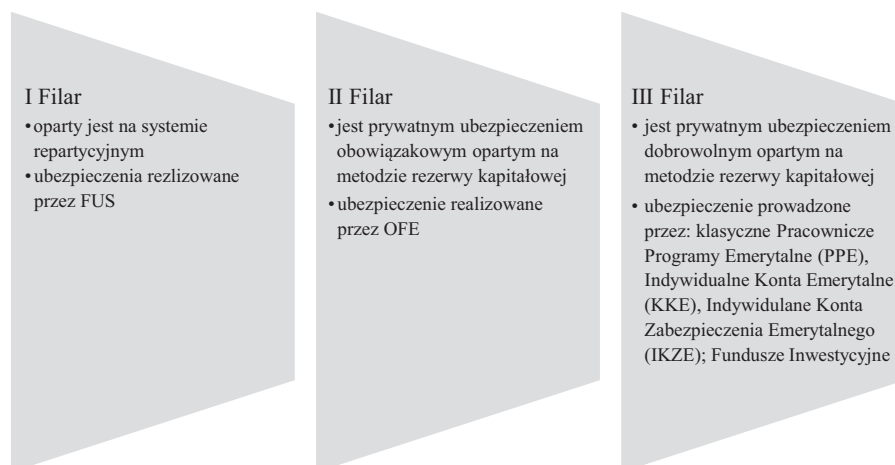 I Filar
• oparty jest na systemie
repartycyjnym
• ubezpieczenia rezlizowane
przez FUS
II Filar
• jest prywatnym ubezpieczeniem
obowiązakowym opartym na
metodzie rezerwy kapitałowej
• ubezpieczenie realizowane
przez OFE
III Filar
• jest prywatnym ubezpieczeniem
dobrowolnym opartym na
metodzie rezerwy kapitałowej
• ubezpieczenie prowadzone
przez: klasyczne Pracownicze
Programy Emerytalne (PPE),
Indywidualne Konta Emerytalne
(KKE), Indywidulane Konta
Zabezpieczenia Emerytalnego
(IKZE); Fundusze Inwestycyjne